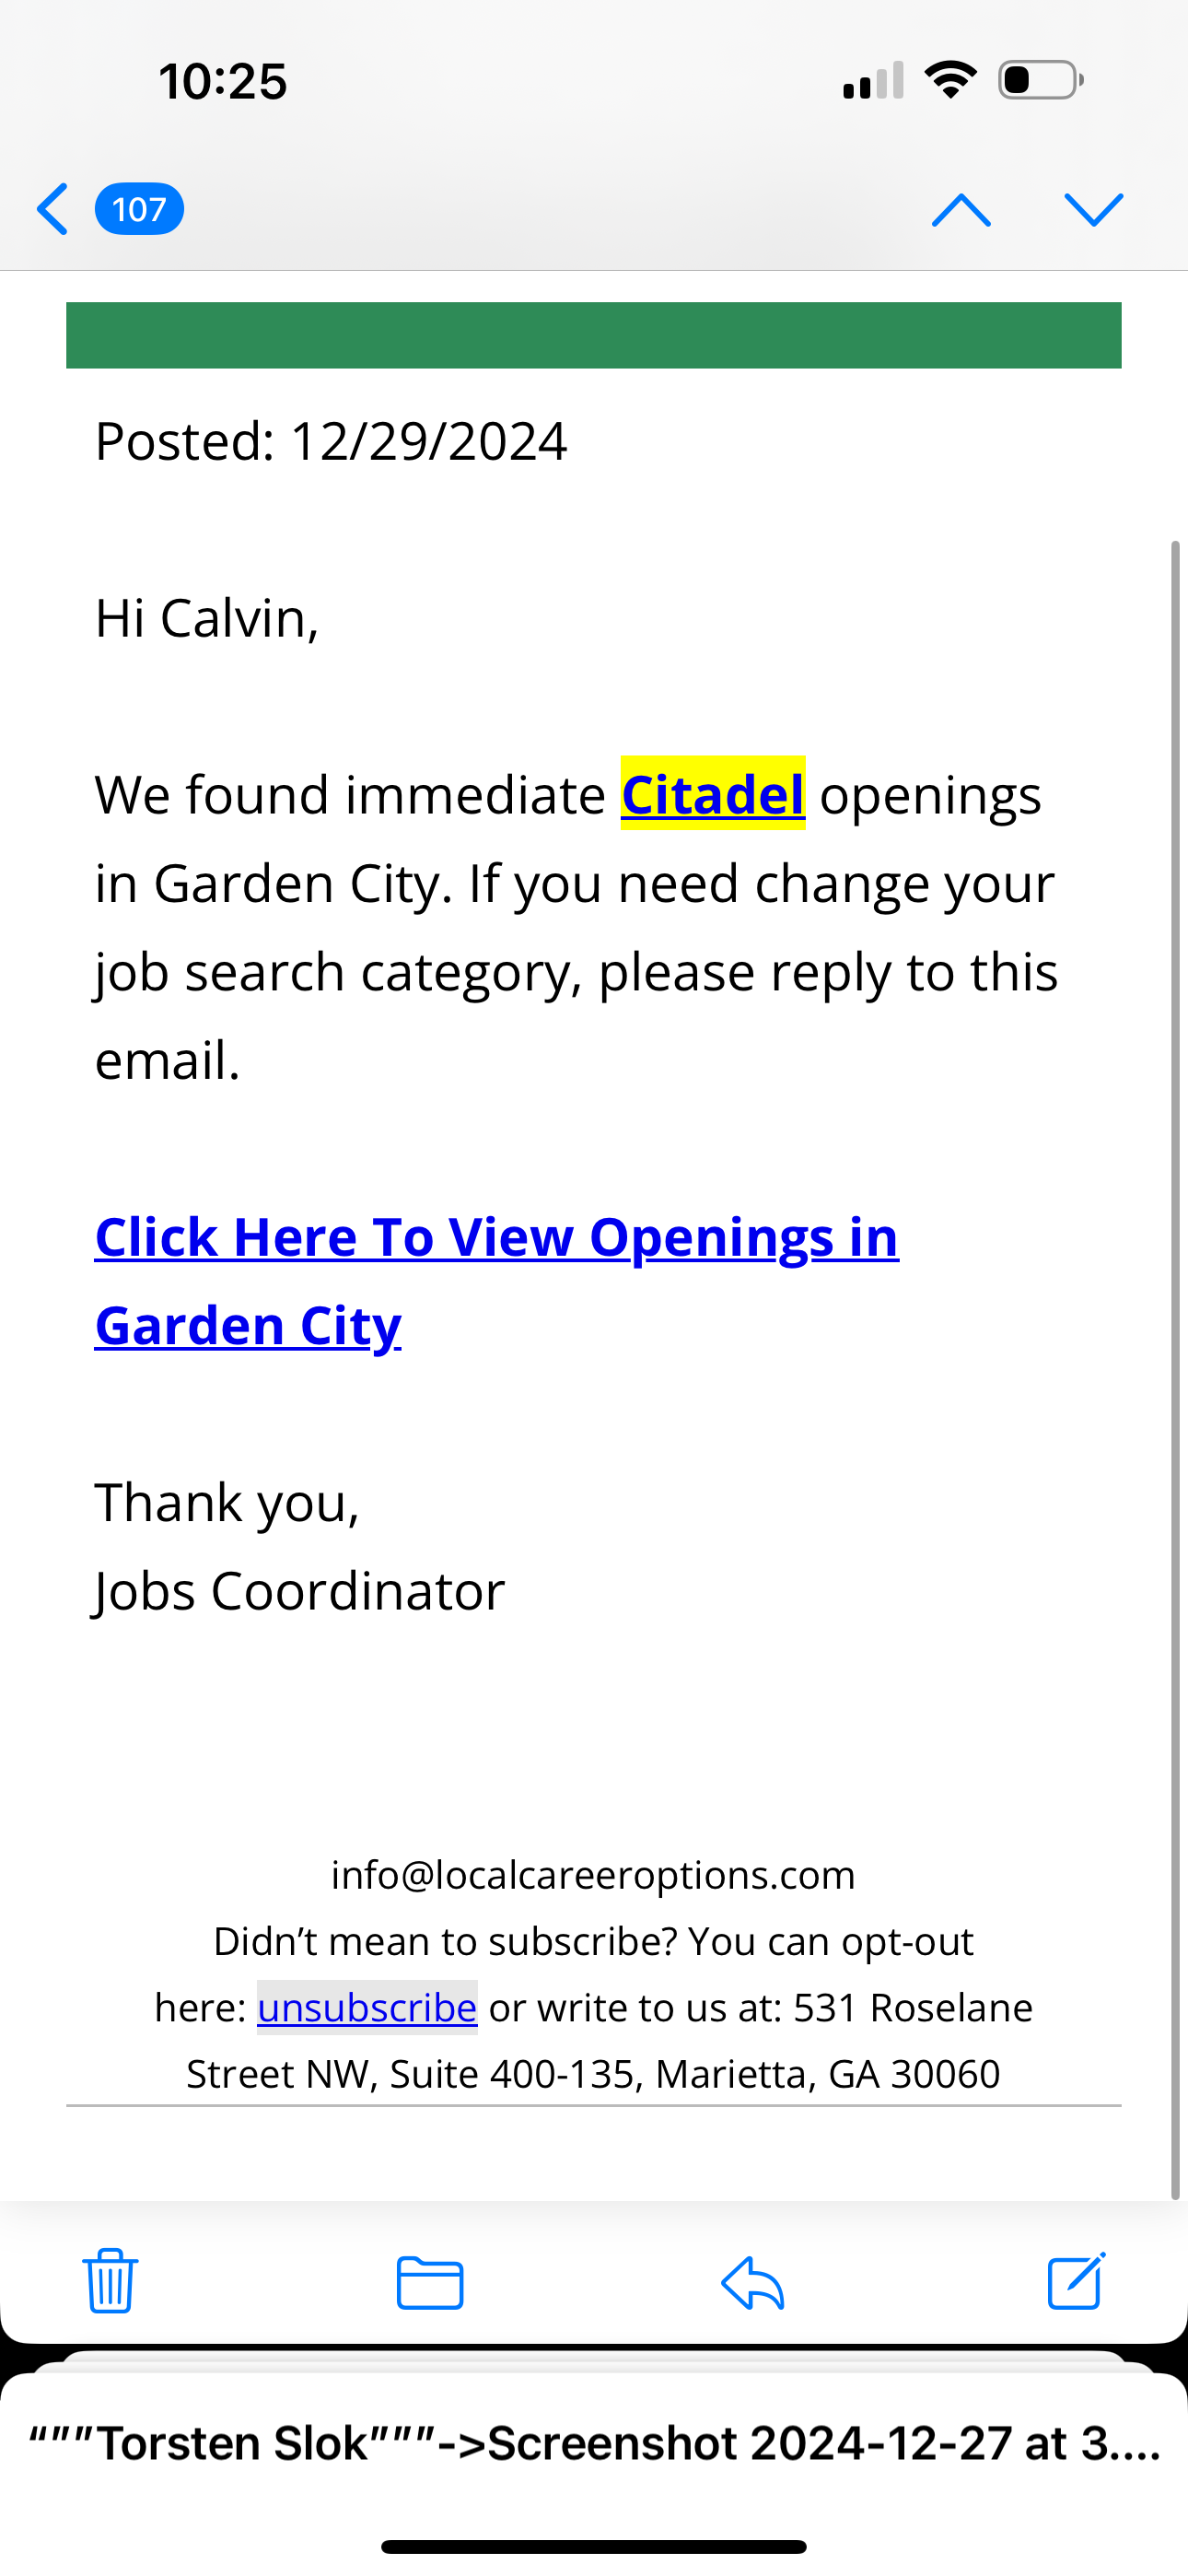 10:25
107
Posted: 12/29/2024
Hi Calvin,
We found immediate Citadel openings
in Garden City. If you need change your
job search category, please reply to this
email.
Click Here To View Openings in
Garden City
Thank you,
Jobs Coordinator
info@localcareeroptions.com
Didn’t mean to subscribe? You can opt-out
here: unsubscribe or write to us at: 531 Roselane
Street NW, Suite 400-135, Marietta, GA 30060
“””Torsten Slok”””->Screenshot 2024-12-27 at 3....